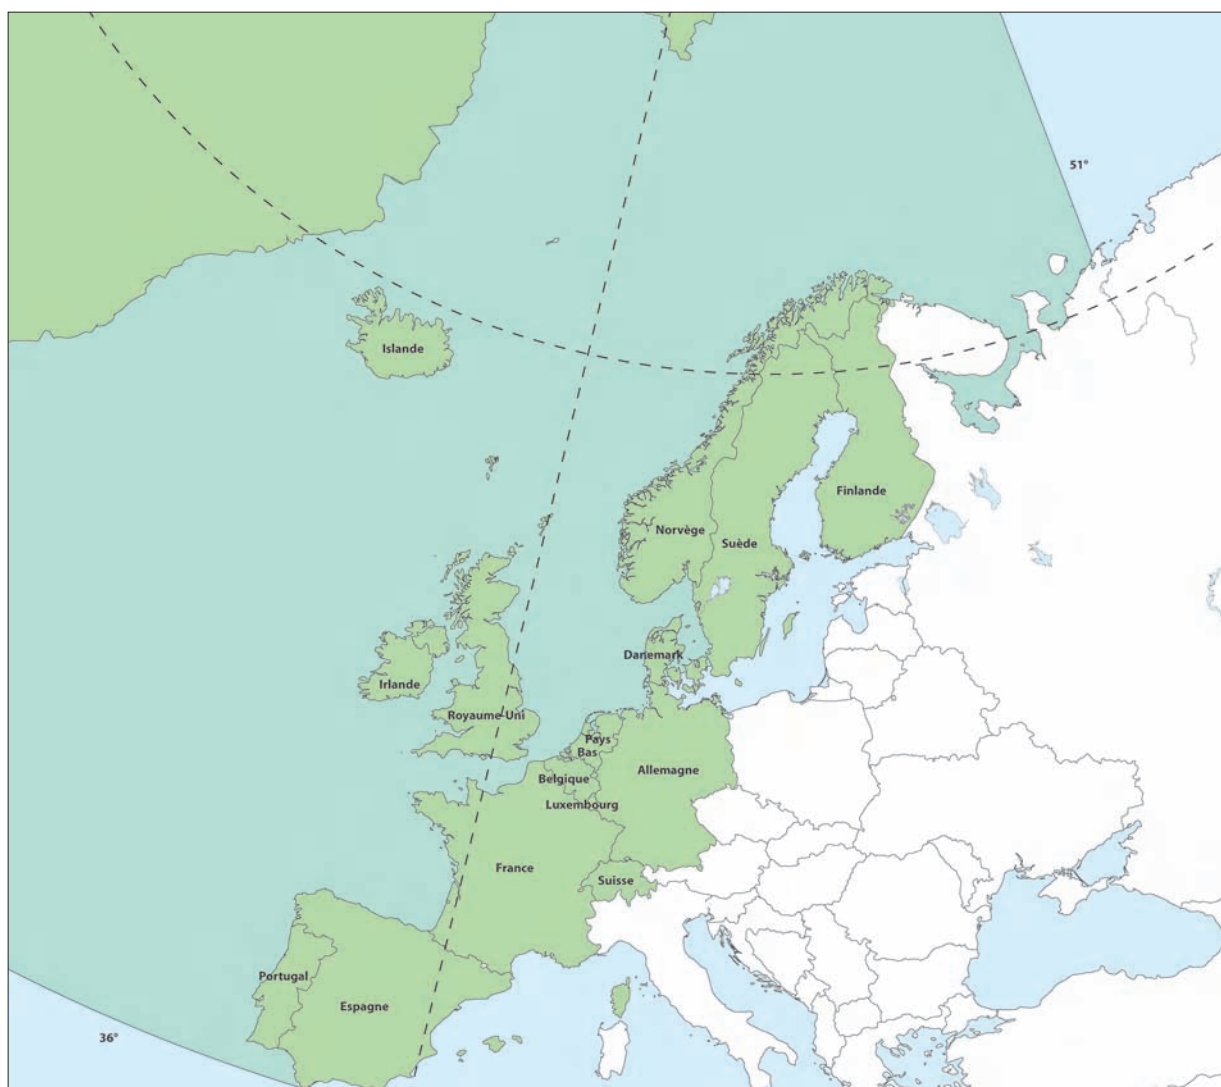 51°
Islande
Finlande
Norvège
Suède
Danemark
Irlande
Royaume-Uni
Pays
Bas
Allemagne
Belgique
Luxembourg
France
Suisse
Portugal
Espagne
36°